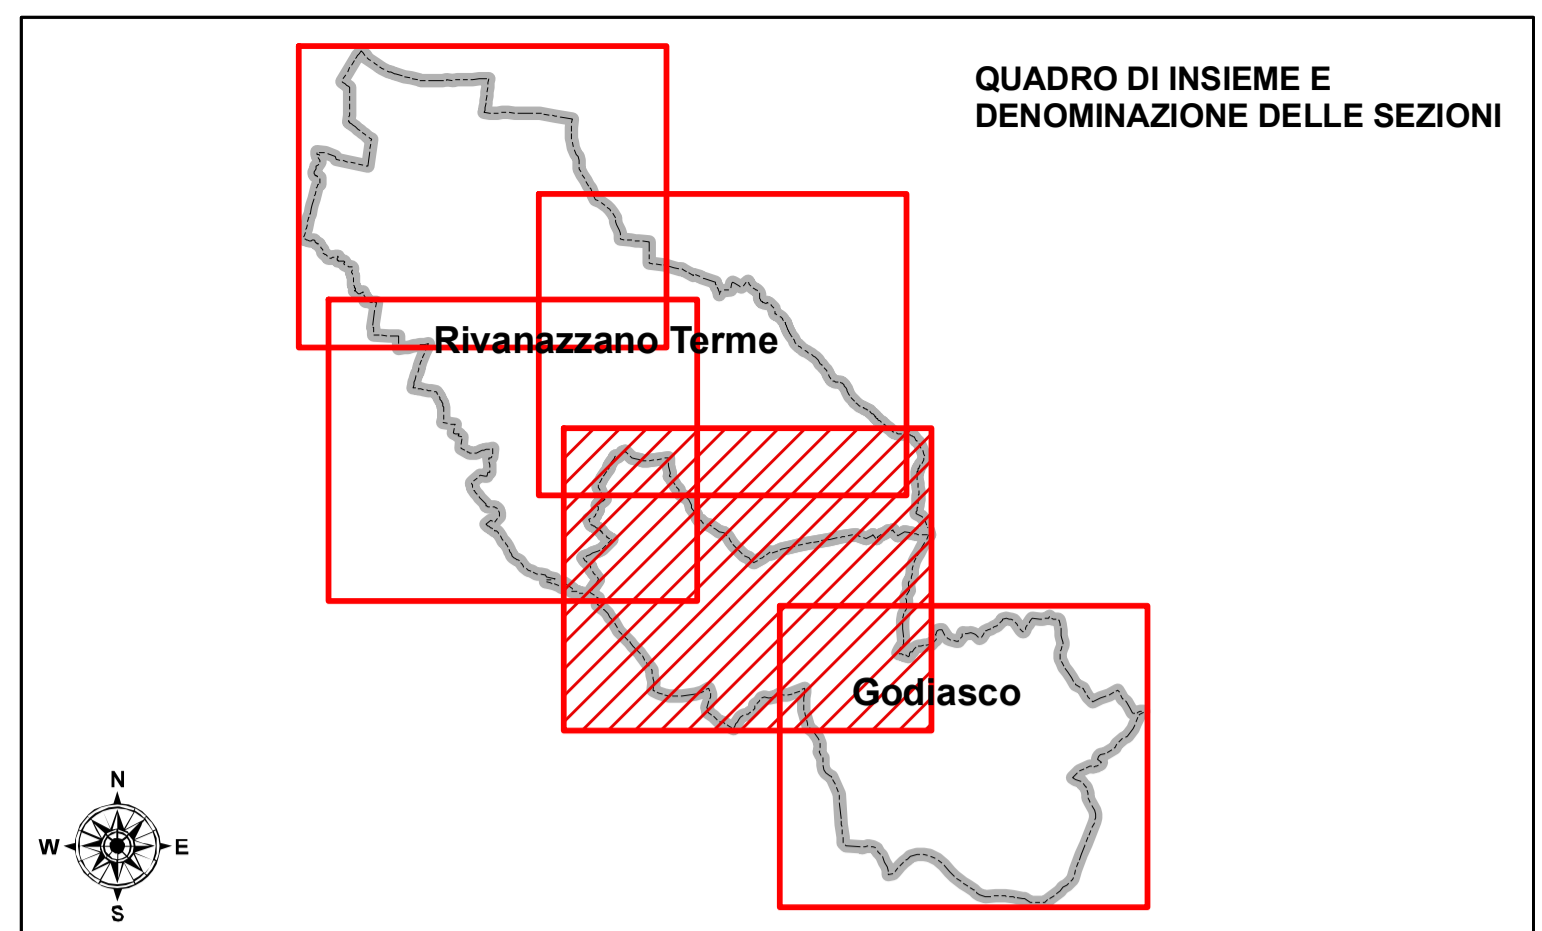 QUADRO DI INSIEME E
DENOMINAZIONE DELLE SEZIONI
Rivanazzano Terme
Godiasco
N
W E
S